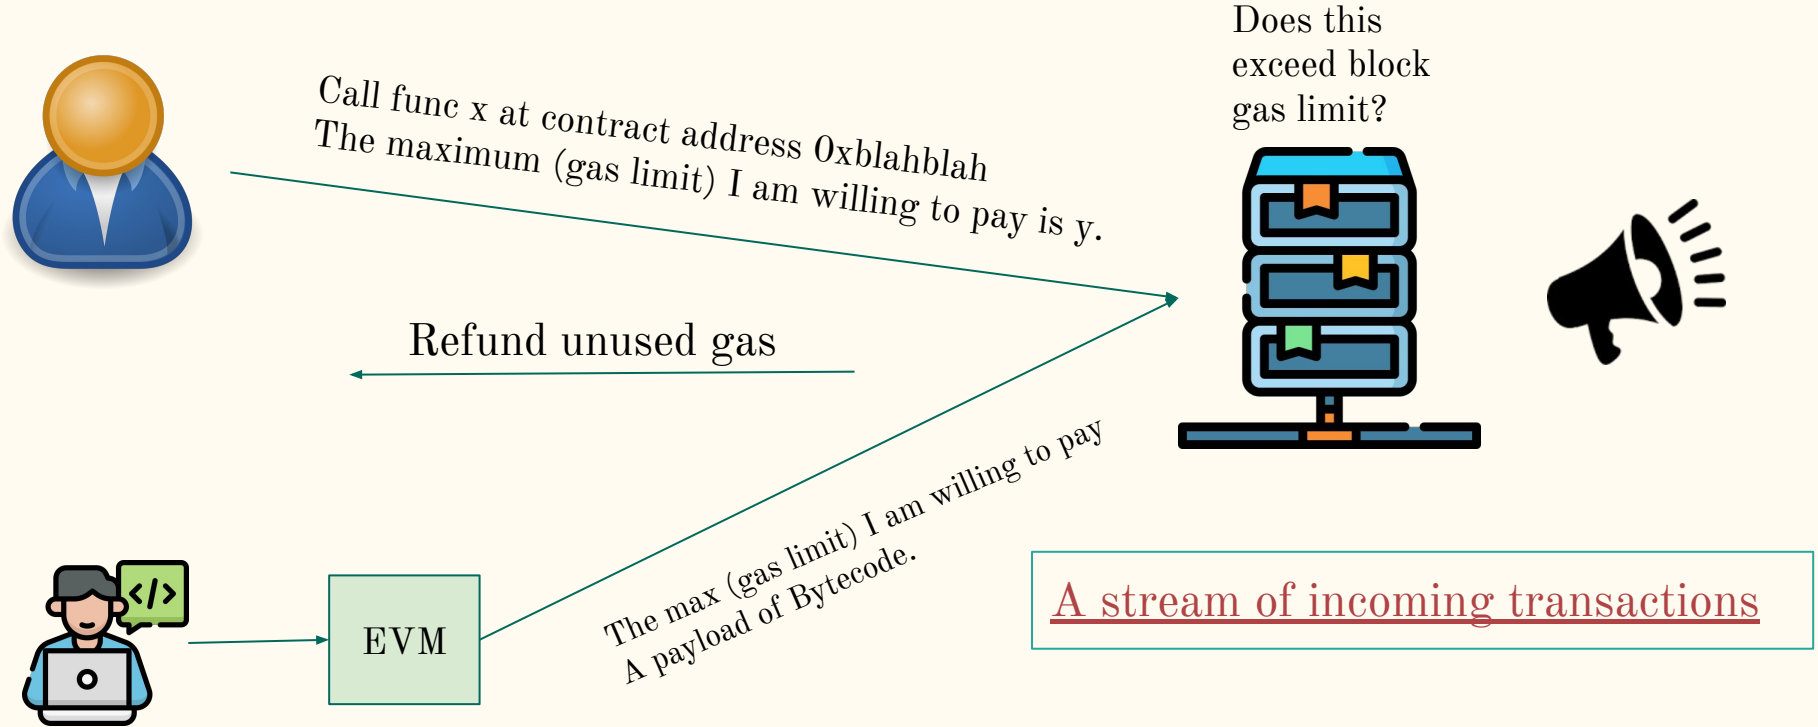 Does this
exceed block
gas limit?
Call func x at contract address 0xblahblah
The maximum (gas limit) I am willing to pay is y.
Refund unused gas
The max (gas limit) I am willing to pay
A payload of Bytecode.
</>
EVM
A stream of incoming transactions